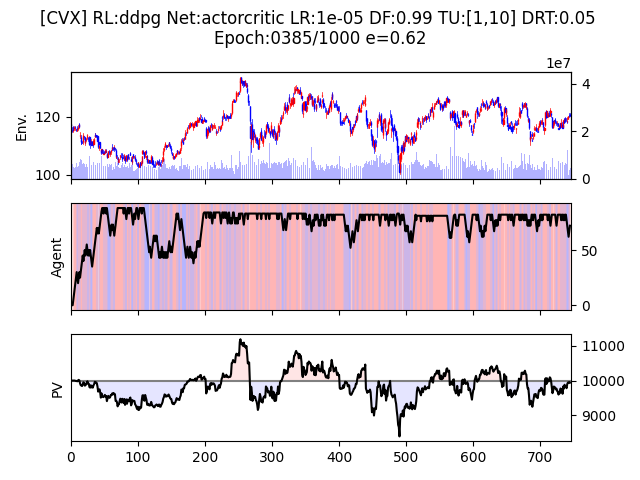 [CVX] RL:ddpg Net:actorcritic LR:1e-05 DF:0.99 TU:[1,10] DRT:0.05
Epoch:0385/1000 e=0.62
1e7
Env.
120
100
4
2
0
Agent
50
0
PV
11000
10000
9000
0 100 200 300 400 500 600 700